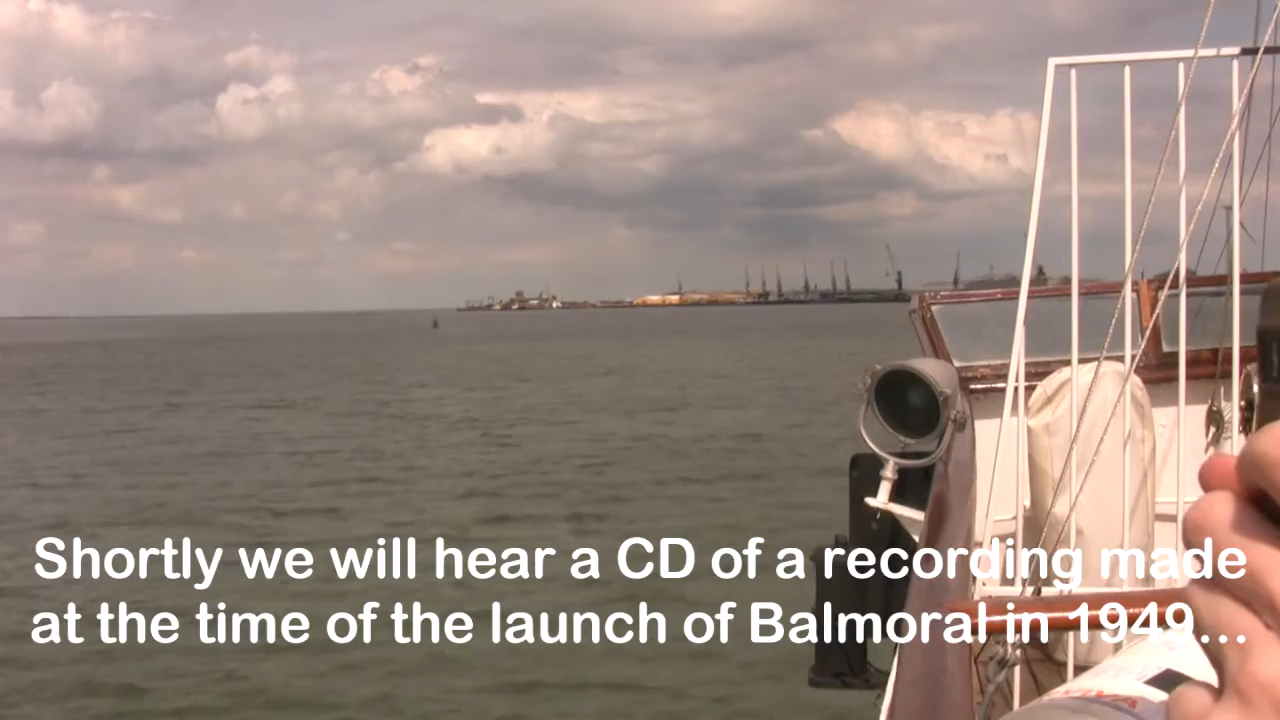 Shortly we will hear a CD of a recording made
at the time of the launch of Balmoral in 1949...